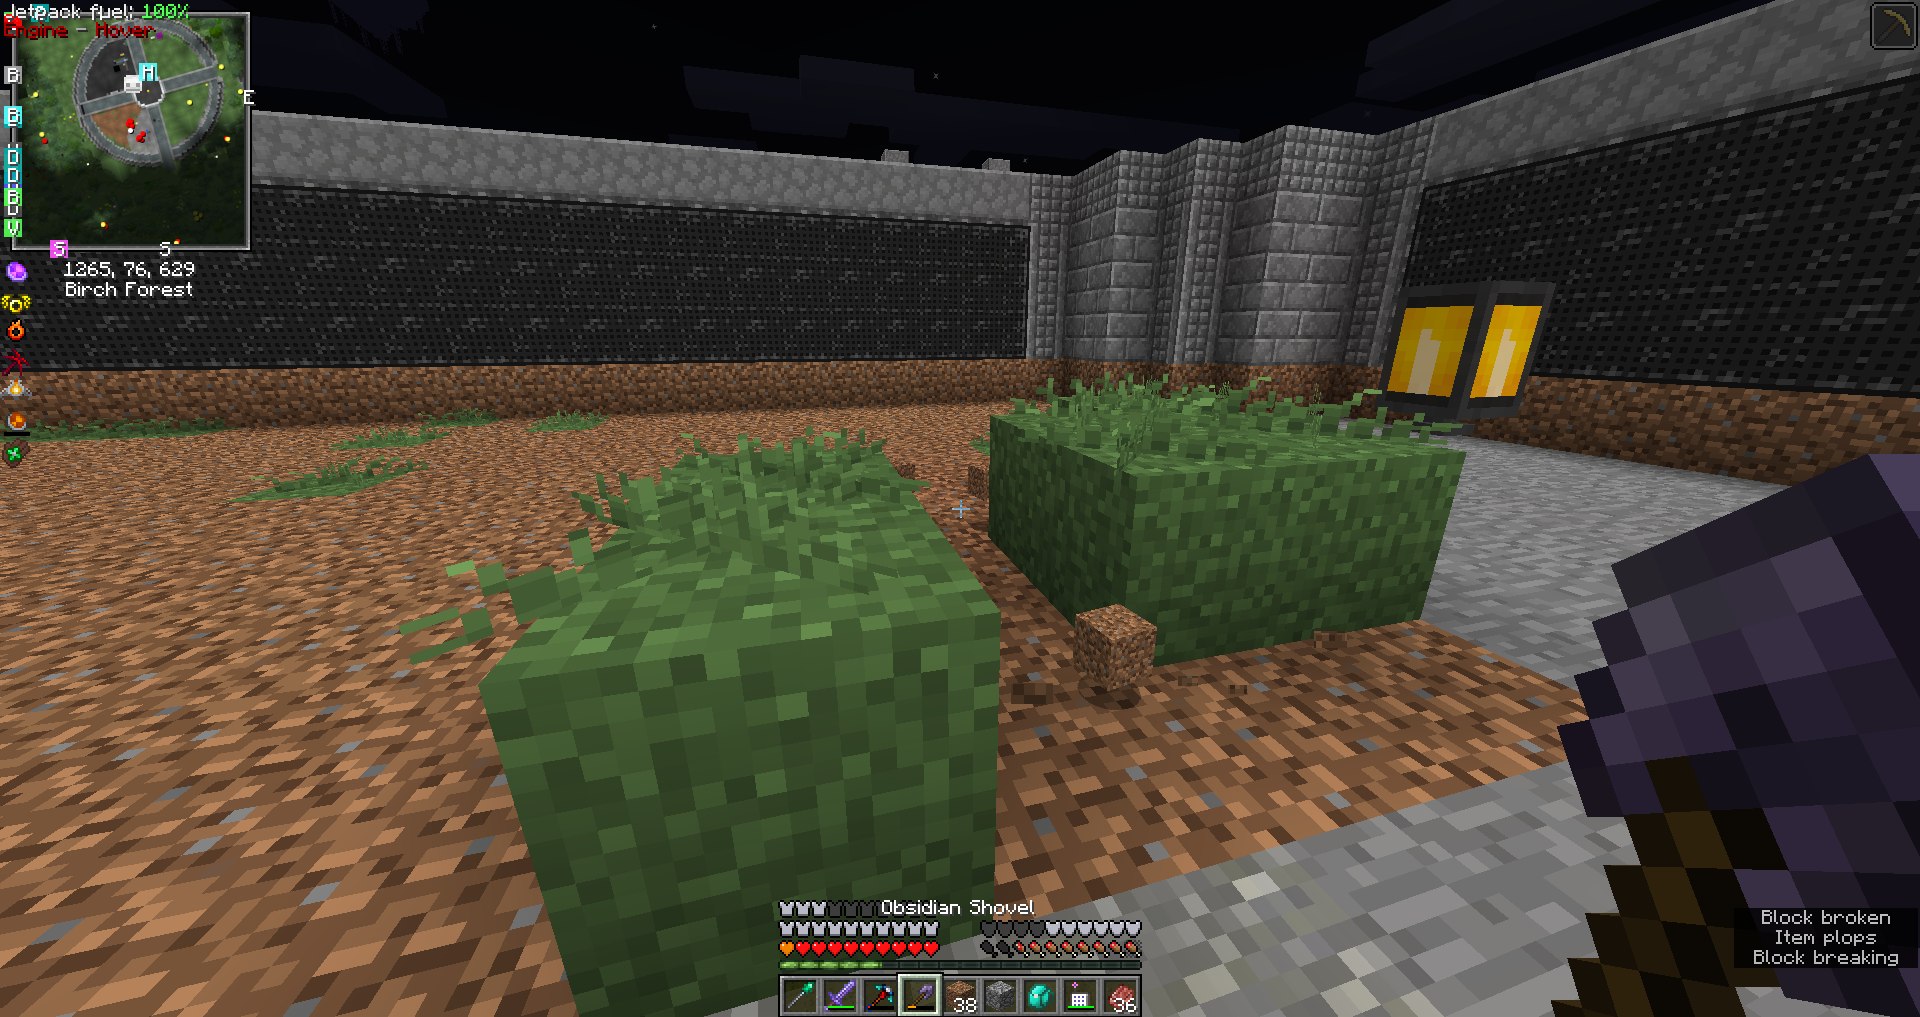 Jetpack fuel: 100%
Engine - Hover
H
E
B
B
D
D
B
D
V
S
S
1265, 76, 629
Birch Forest
Obsidian Shovel
38
36
Block broken
Item plops
Block breaking